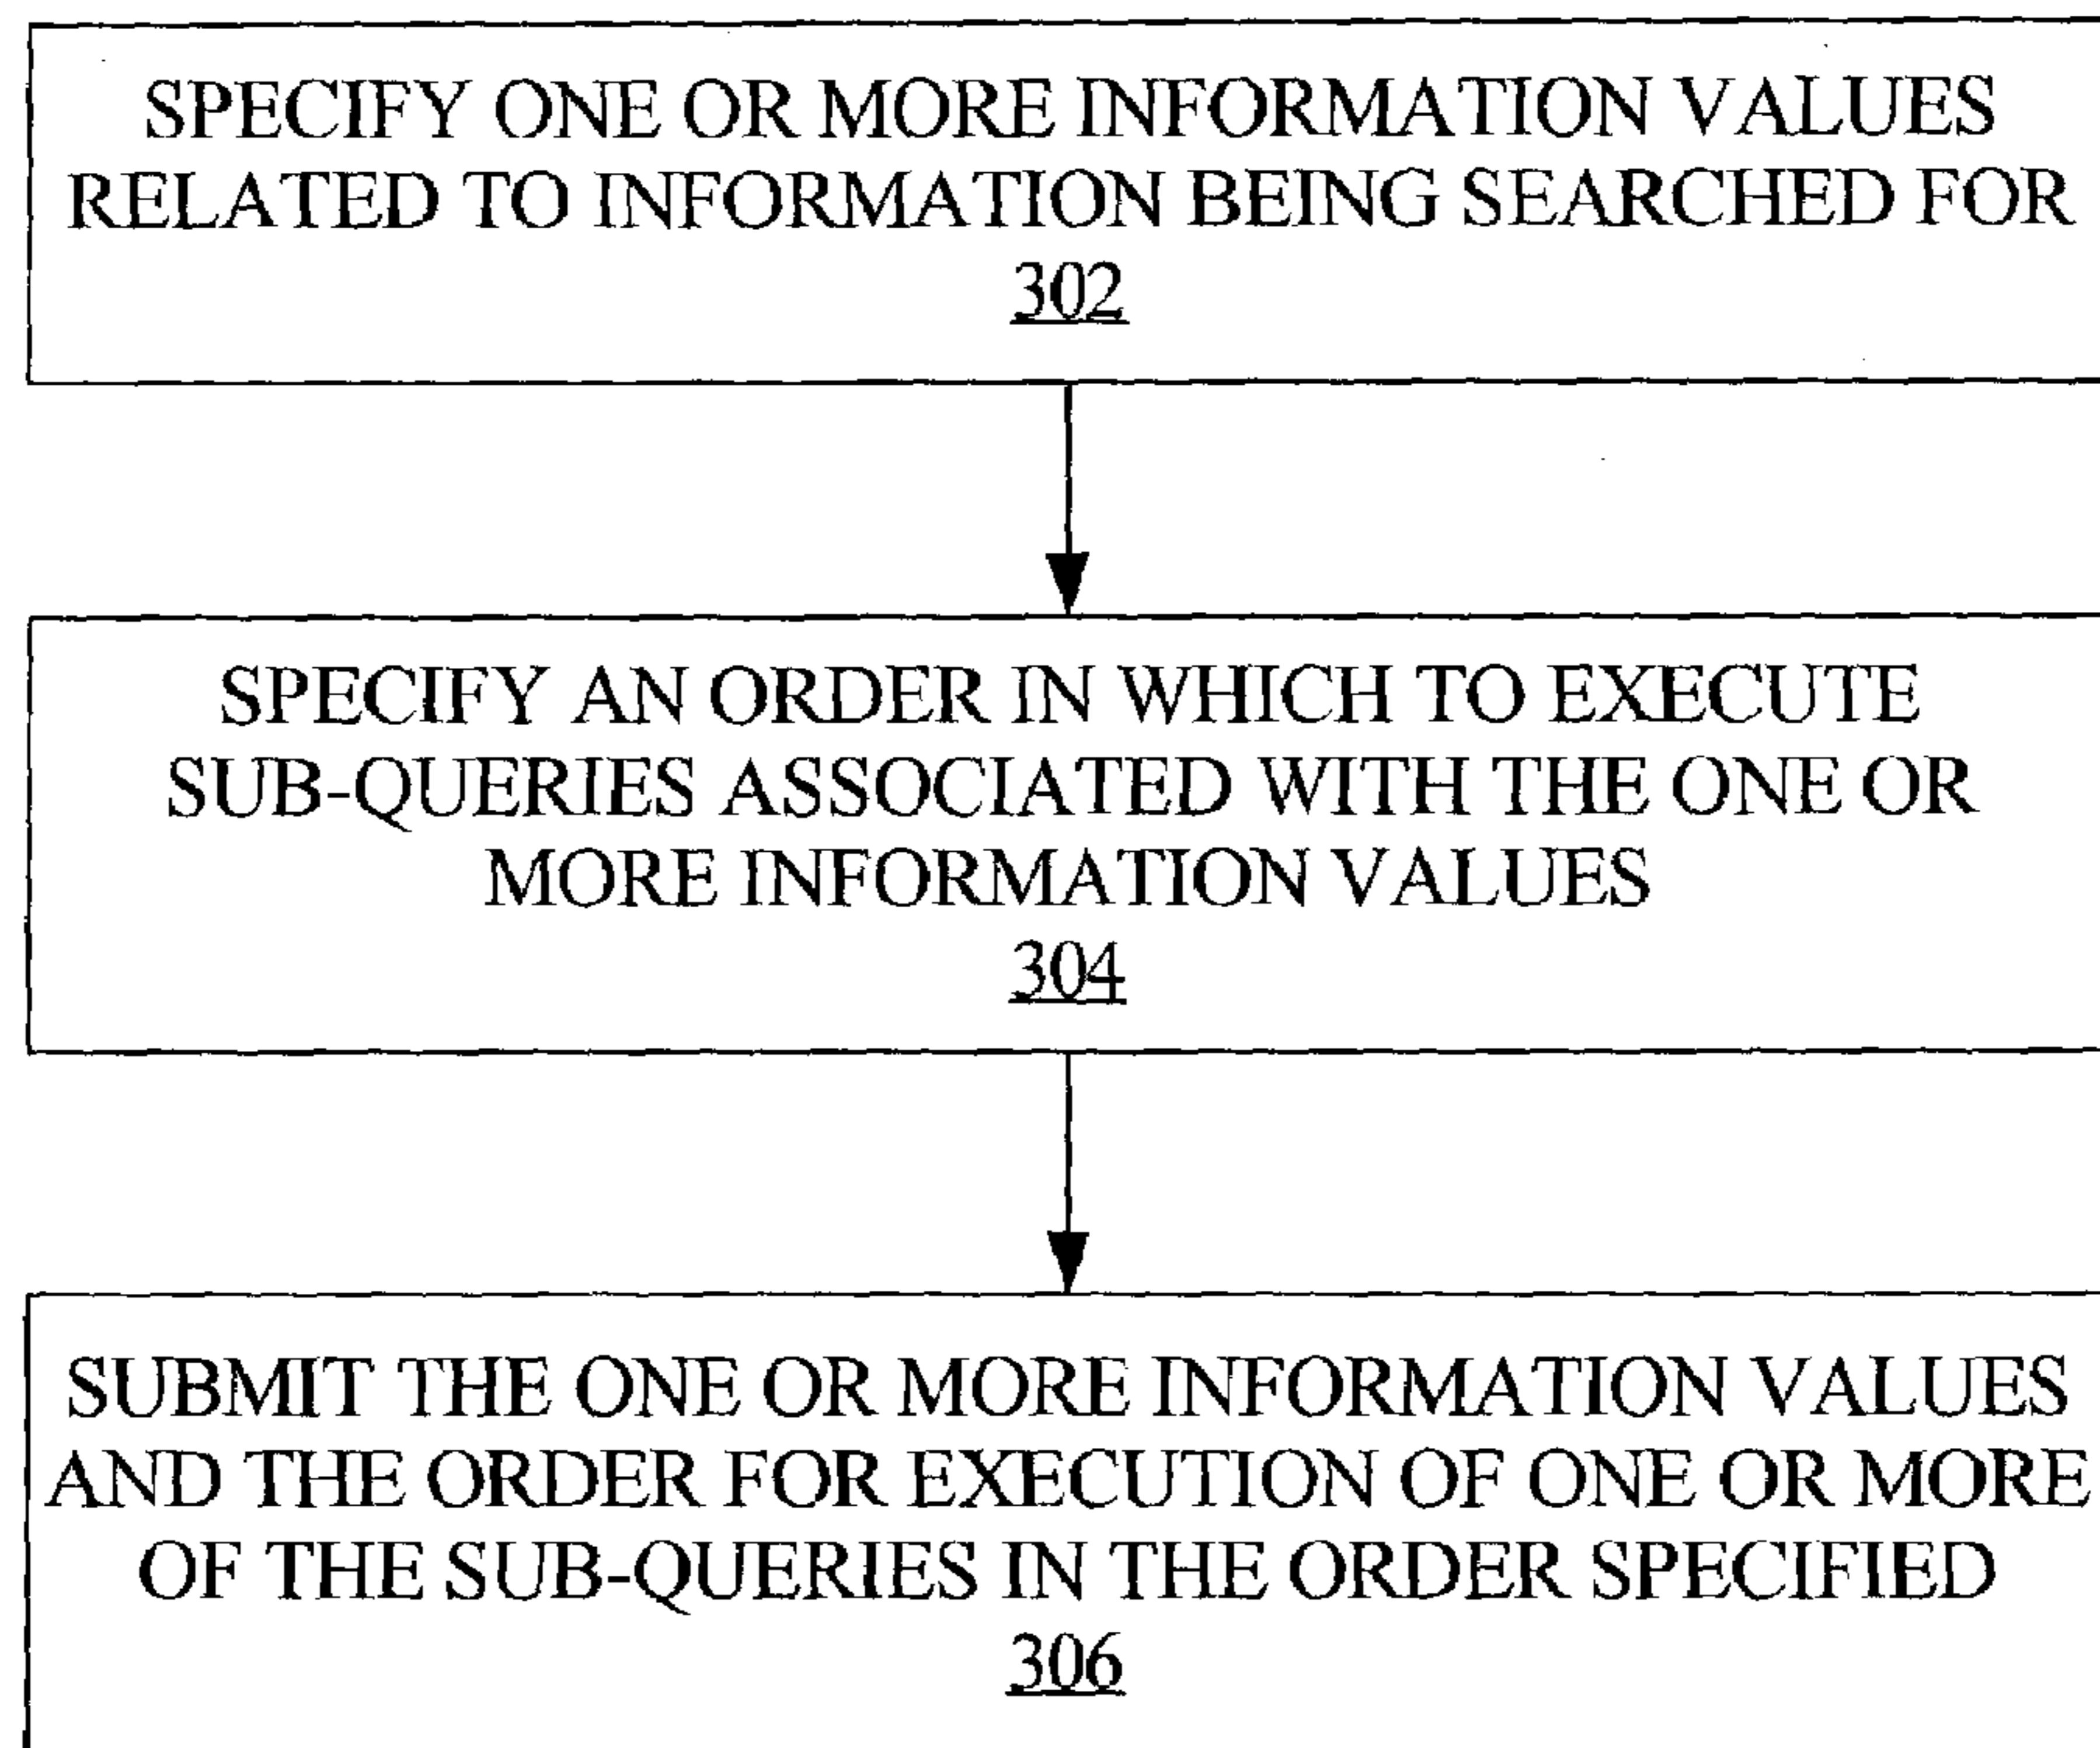 SPECIFY ONE OR MORE INFORMATION VALUES
RELATED TO INFORMATION BEING SEARCHED FOR
302
SPECIFY AN ORDER IN WHICH TO EXECUTE
SUB-QUERIES ASSOCIATED WITH THE ONE OR
MORE INFORMATION VALUES
304
SUBMIT THE ONE OR MORE INFORMATION VALUES
AND THE ORDER FOR EXECUTION OF ONE OR MORE
OF THE SUB-QUERIES IN THE ORDER SPECIFIED
306